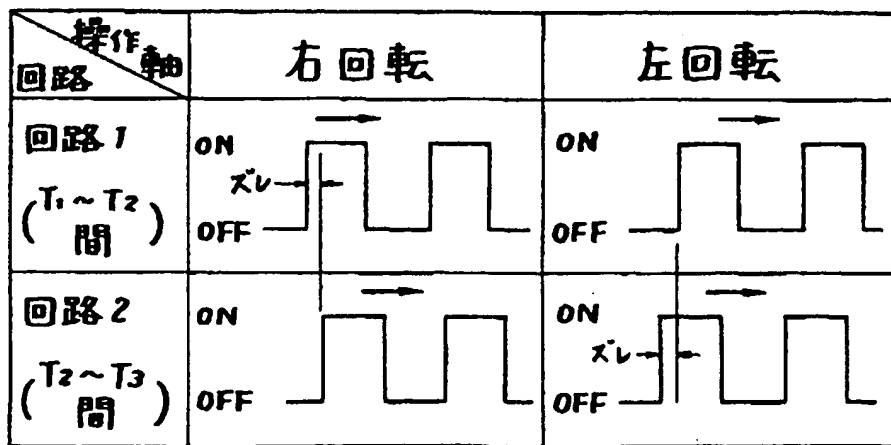 操作軸
回路
右回転
左回転
回路1
(T1～T2間)
ON
ズレ
OFF
ON
OFF
回路2
(T2～T3間)
ON
OFF
ON
ズレ
OFF